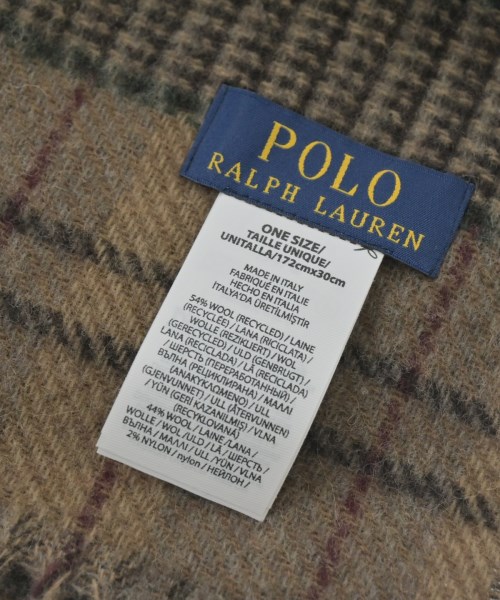 POLO
RALPH LAUREN
ONE SIZE/
TAILLE UNIQUE/
UNITALLA/172cmx30cm
MADE IN ITALY
FABRIQUÉ EN ITALIE
HECHO EN ITALIA
ITALYA'DA ÜRETİLMİŞTİR
54% WOOL (RECYCLED) / LAINE
(RECYCLÉE) / LANA (RICICLATA) /
WOLLE (REZIKLIERT) / WOL
(GERECYCLED) / ULD (GENBRUGT) /
LANA (RECICLADA) / LÃ (RECICLADA)
/ ШЕРСТЬ (ПЕРЕРАБОТАННЫЙ) /
ВЪЛНА (РЕЦИКЛИРАНА) / ΜΑΛΛΙ
(ΑΝΑΚΥΚΛΩΜΕΝΟ) / ULL
(GJENVUNNET) / ULL (ÅTERVUNNEN)
/ YÜN (GERİ KAZANILMIŞ) / VLNA
(RECYKLOVANÁ)
44% WOOL / LAINE / LANA /
WOLLE / WOL / ULD / LÃ / ШЕРСТЬ /
ВЪЛНА / ΜΑΛΛΙ / ULL / YÜN / VLNA
2% NYLON / nylon / НЕЙЛОН /